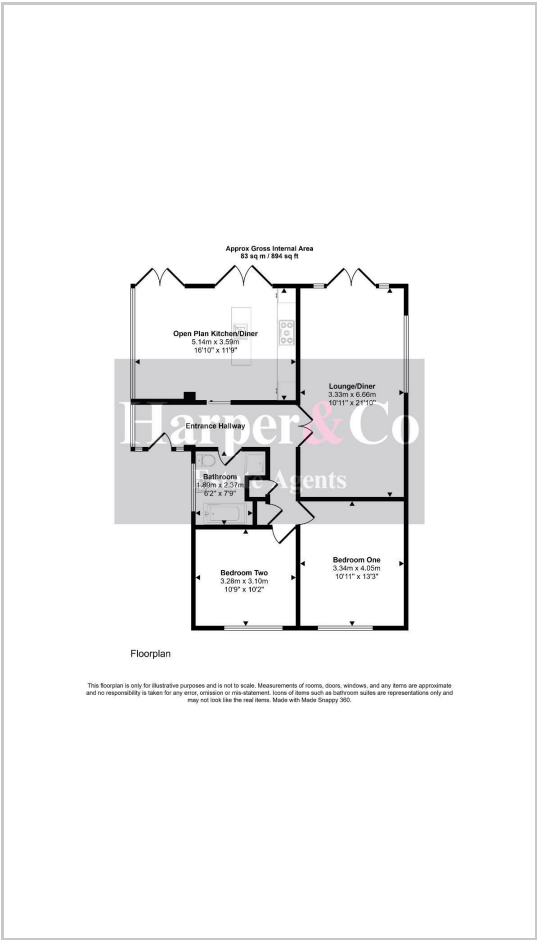 Approx Gross Internal Area
83 sq m / 894 sq ft
Open Plan Kitchen/Diner
5.14m x 3.59m
16'10" x 11'9"
Lounge/Diner
3.33m x 6.66m
10'11" x 21'10"
Harper&Co
Entrance Hallway
Estate Agents
Bathroom
1.89m x 2.37m
6'2" x 7'9"
Bedroom Two
3.28m x 3.10m
10'9" x 10'2"
Bedroom One
3.34m x 4.05m
10'11" x 13'3"
Floorplan
This floorplan is only for illustrative purposes and is not to scale. Measurements of rooms, doors, windows, and any items are approximate
and no responsibility is taken for any error, omission or mis-statement. Icons of items such as bathroom suites are representations only and
may not look like the real items. Made with Made Snappy 360.